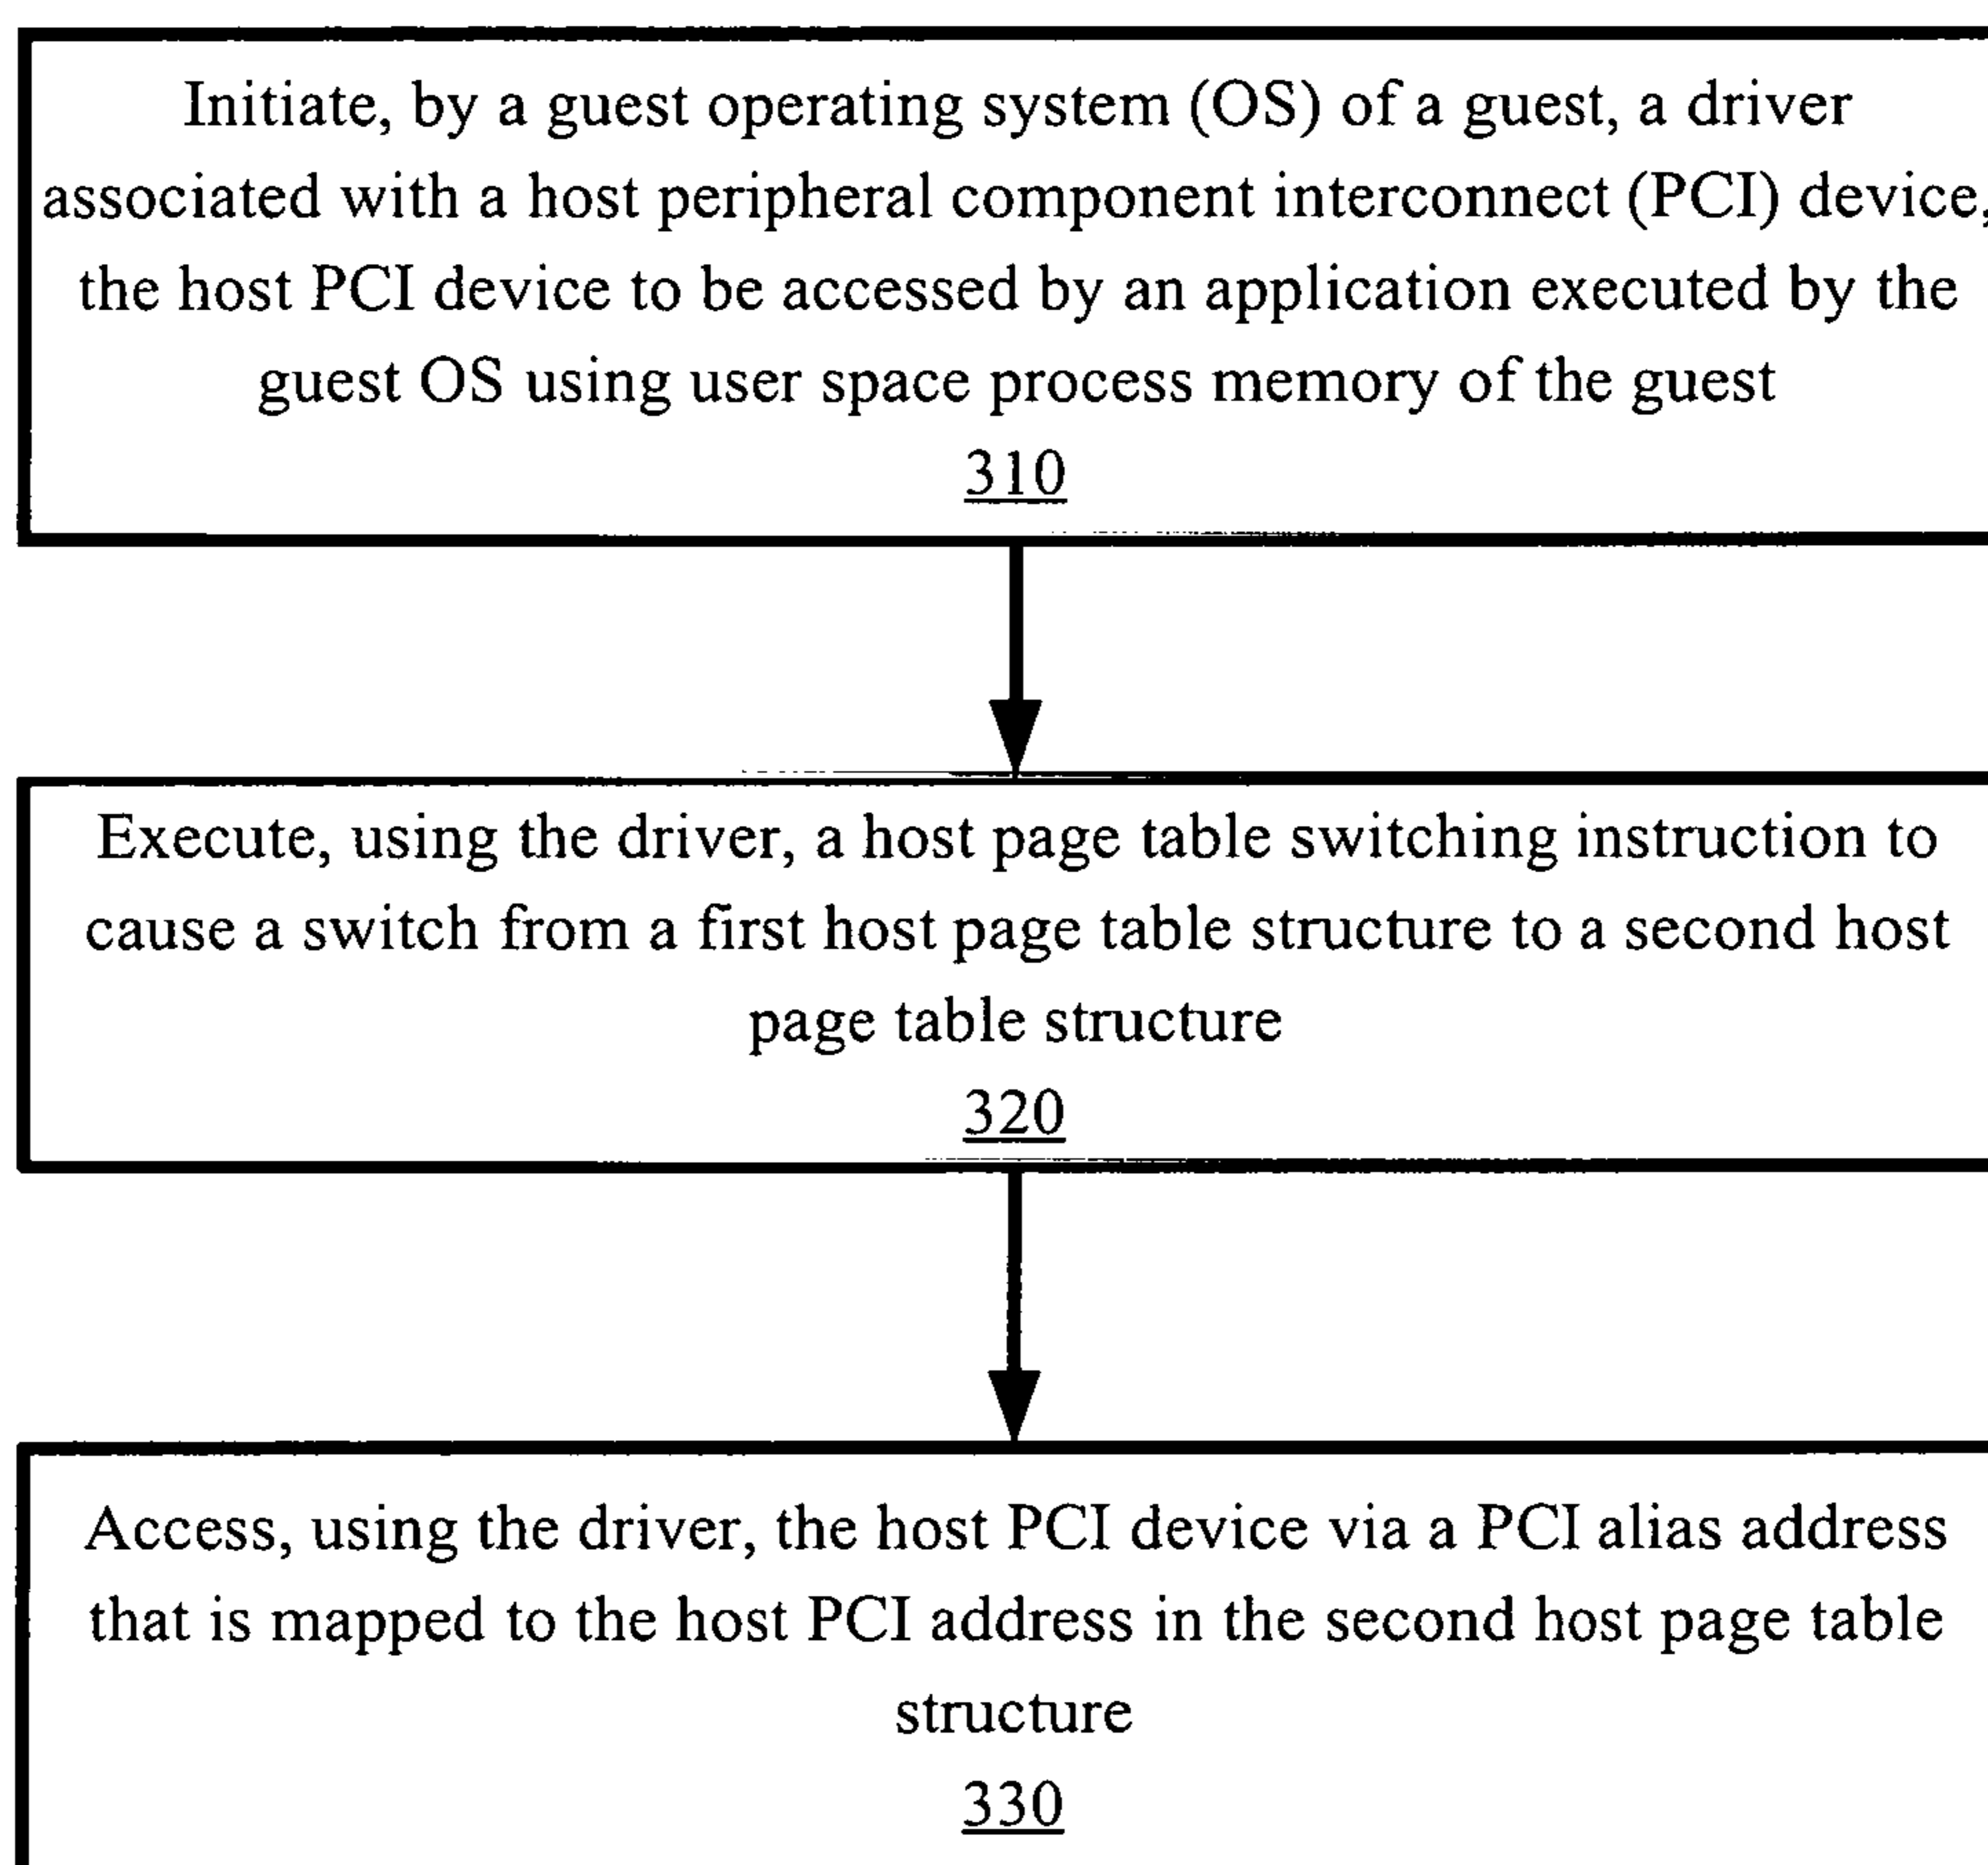 Initiate, by a guest operating system (OS) of a guest, a driver
associated with a host peripheral component interconnect (PCI) device,
the host PCI device to be accessed by an application executed by the
guest OS using user space process memory of the guest
310
Execute, using the driver, a host page table switching instruction to
cause a switch from a first host page table structure to a second host
page table structure
320
Access, using the driver, the host PCI device via a PCI alias address
that is mapped to the host PCI address in the second host page table
structure
330